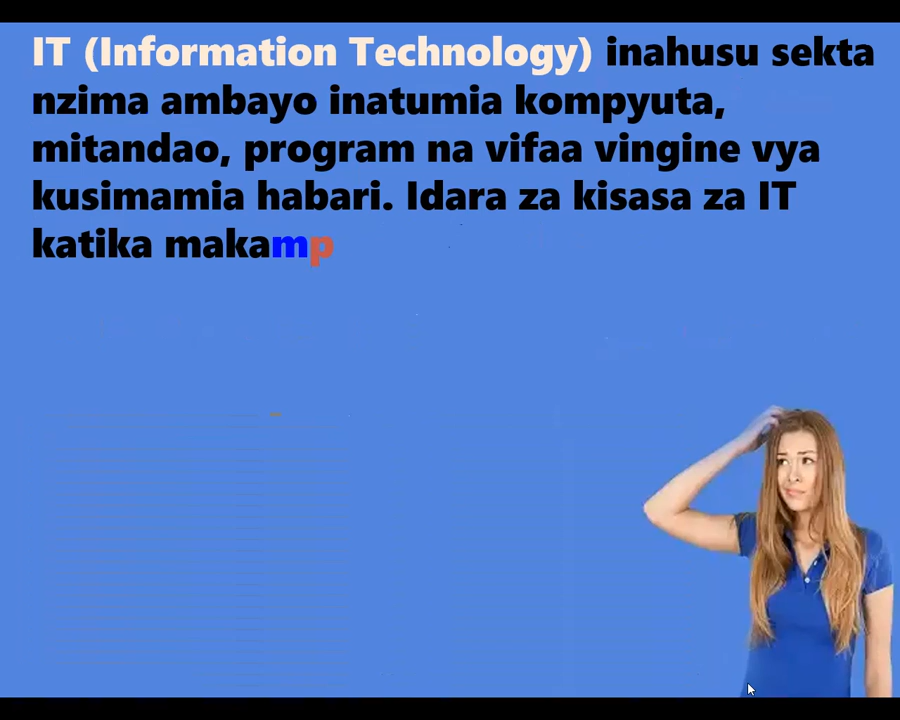 IT (Information Technology) inahusu sekta
nzima ambayo inatumia kompyuta,
mitandao, program na vifaa vingine vya
kusimamia habari. Idara za kisasa za IT
katika makamp